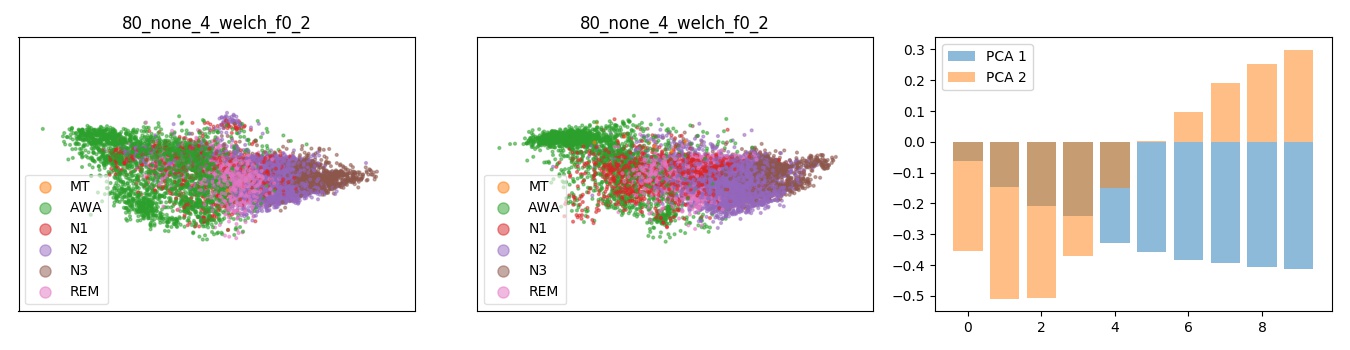 80_none_4_welch_f0_2
MT
AWA
N1
N2
N3
REM
80_none_4_welch_f0_2
MT
AWA
N1
N2
N3
REM
PCA 1
PCA 2
0.3
0.2
0.1
0.0
−0.1
−0.2
−0.3
−0.4
−0.5
0 2 4 6 8